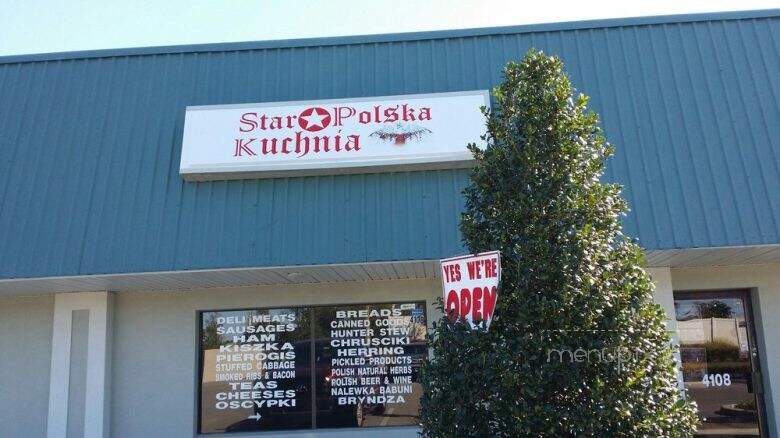 Star Polska
Kuchnia
YES WE'RE
OPEN
DELI MEATS
SAUSAGES
HAM
KISZKA
PIEROGIS
STUFFED CABBAGE
SMOKED RIBS & BACON
TEAS
CHEESES
OSCYPKI
BREADS
CANNED GOODS
HUNTER STEW
CHRUSCIKI
HERRING
PICKLED PRODUCTS
POLISH NATURAL HERBS
POLISH BEER & WINE
NALEWKA BABUNI
BRYNDZA
4108